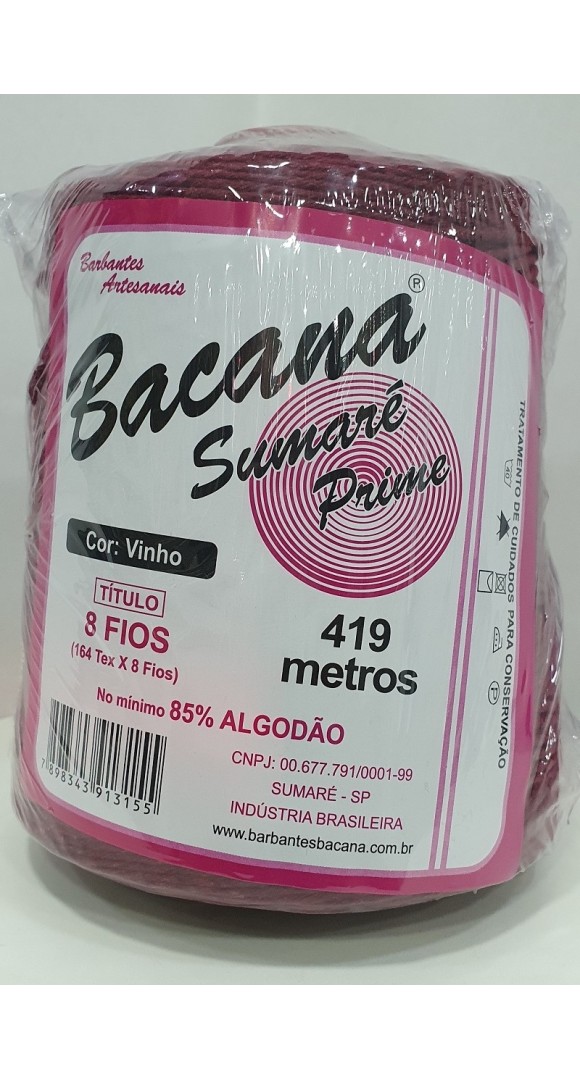 Barbantes
Artesanais
Bacana®
Sumaré
Prime
Cor: Vinho
TÍTULO
8 FIOS
(164 Tex X 8 Fios)
419
metros
No mínimo 85% ALGODÃO
7 898343 913155
CNPJ: 00.677.791/0001-99
SUMARÉ - SP
INDÚSTRIA BRASILEIRA
www.barbantesbacana.com.br
TRATAMENTO DE CUIDADOS PARA CONSERVAÇÃO
40
P